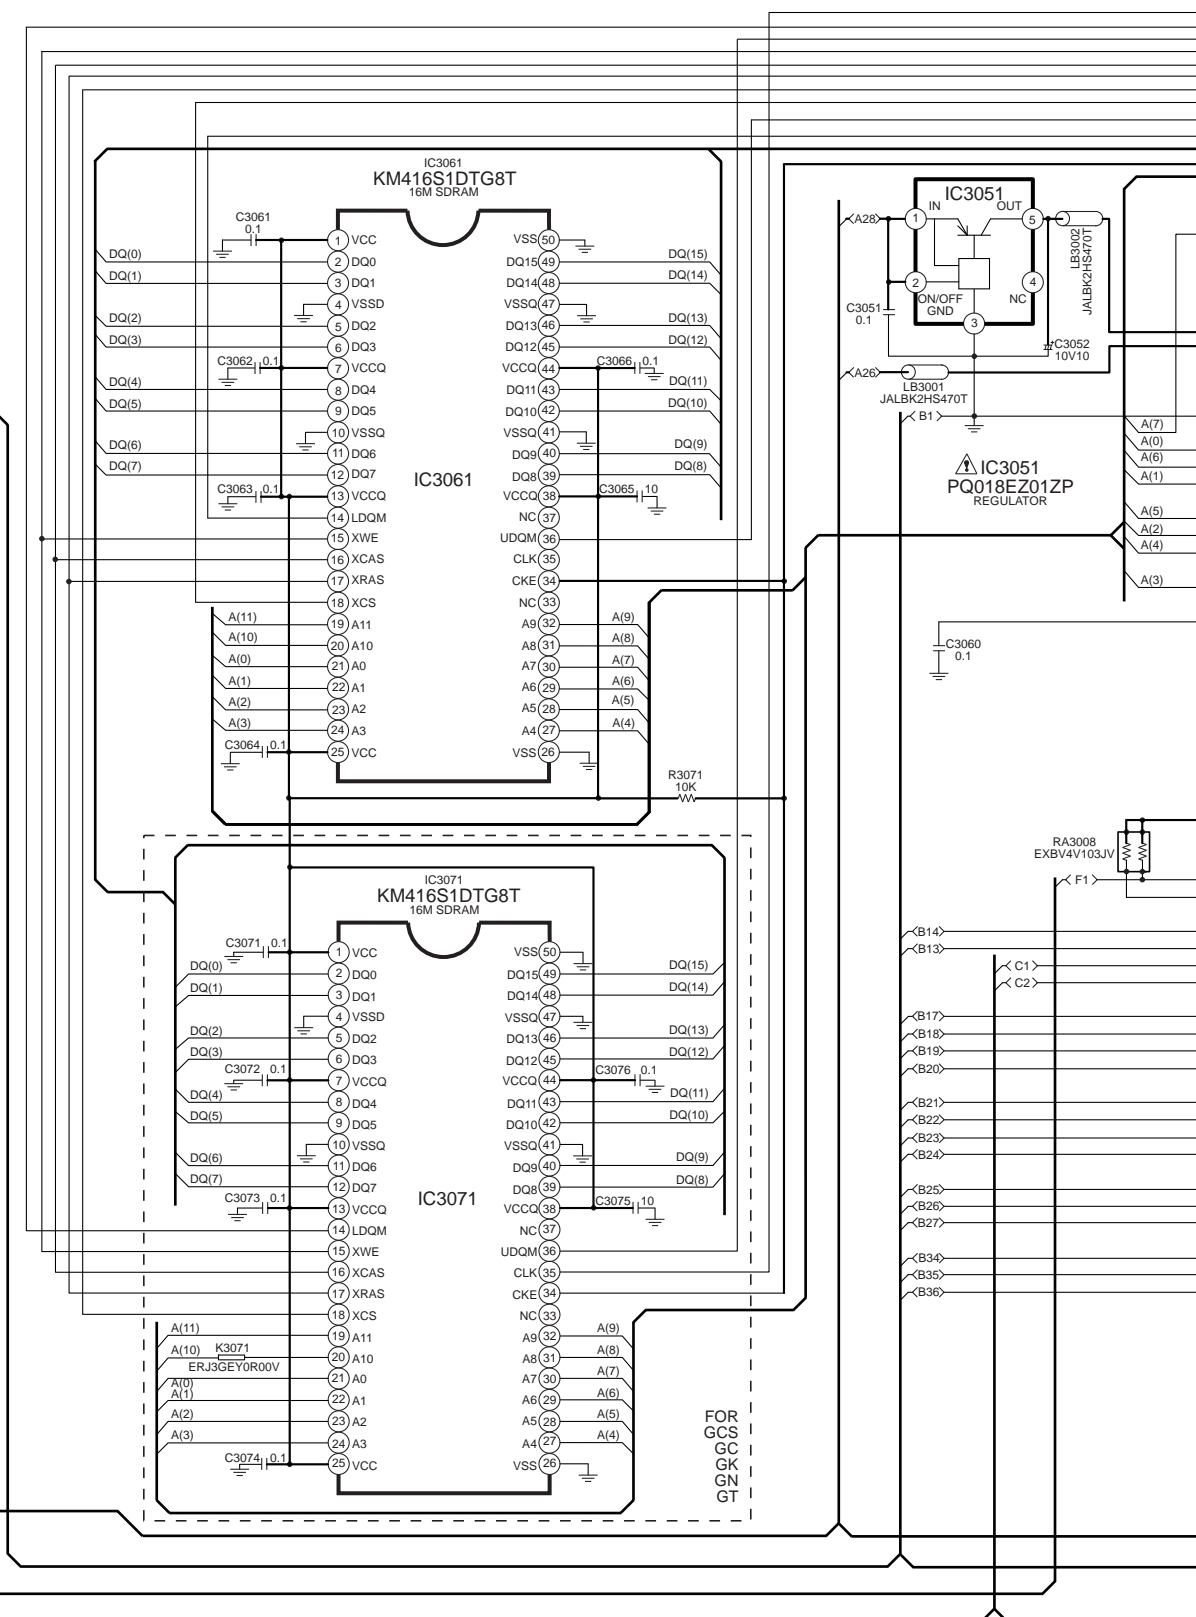 IC3061
KM416S1DTG8T
16M SDRAM
C3061
0.1
1 VCC VSS 50
DQ(0) 2 DQ0 DQ15 49 DQ(15)
DQ(1) 3 DQ1 DQ14 48 DQ(14)
4 VSSD VSSQ 47
DQ(2) 5 DQ2 DQ13 46 DQ(13)
DQ(3) 6 DQ3 DQ12 45 DQ(12)
C3062 0.1 7 VCCQ VCCQ 44 C3066 0.1
DQ(4) 8 DQ4 DQ11 43 DQ(11)
DQ(5) 9 DQ5 DQ10 42 DQ(10)
10 VSSQ VSSQ 41
DQ(6) 11 DQ6 DQ9 40 DQ(9)
DQ(7) 12 DQ7 DQ8 39 DQ(8)
IC3061
C3063 0.1 13 VCCQ VCCQ 38 C3065 10
14 LDQM NC 37
15 XWE UDQM 36
16 XCAS CLK 35
17 XRAS CKE 34
18 XCS NC 33
A(11) 19 A11 A9 32 A(9)
A(10) 20 A10 A8 31 A(8)
A(0) 21 A0 A7 30 A(7)
A(1) 22 A1 A6 29 A(6)
A(2) 23 A2 A5 28 A(5)
A(3) 24 A3 A4 27 A(4)
C3064 0.1 25 VCC VSS 26
R3071
10K
IC3071
KM416S1DTG8T
16M SDRAM
C3071 0.1 1 VCC VSS 50
DQ(0) 2 DQ0 DQ15 49 DQ(15)
DQ(1) 3 DQ1 DQ14 48 DQ(14)
4 VSSD VSSQ 47
DQ(2) 5 DQ2 DQ13 46 DQ(13)
DQ(3) 6 DQ3 DQ12 45 DQ(12)
C3072 0.1 7 VCCQ VCCQ 44 C3076 0.1
DQ(4) 8 DQ4 DQ11 43 DQ(11)
DQ(5) 9 DQ5 DQ10 42 DQ(10)
10 VSSQ VSSQ 41
DQ(6) 11 DQ6 DQ9 40 DQ(9)
DQ(7) 12 DQ7 DQ8 39 DQ(8)
IC3071
C3073 0.1 13 VCCQ VCCQ 38 C3075 10
14 LDQM NC 37
15 XWE UDQM 36
16 XCAS CLK 35
17 XRAS CKE 34
18 XCS NC 33
A(11) 19 A11 A9 32 A(9)
A(10) K3071 20 A10 A8 31 A(8)
ERJ3GEY0R00V
A(0) 21 A0 A7 30 A(7)
A(1) 22 A1 A6 29 A(6)
A(2) 23 A2 A5 28 A(5)
A(3) 24 A3 A4 27 A(4)
C3074 0.1 25 VCC VSS 26
FOR
GCS
GC
GK
GN
GT
IC3051
IN OUT
A28 1 5
LB3002
JALBK2HS470T
2 4
ON/OFF NC
GND
3
C3051
0.1
C3052
10V10
A26
LB3001
JALBK2HS470T
B1
IC3051
PQ018EZ01ZP
REGULATOR
A(7)
A(0)
A(6)
A(1)
A(5)
A(2)
A(4)
A(3)
C3060
0.1
RA3008
EXBV4V103JV
F1
B14
B13
C1
C2
B17
B18
B19
B20
B21
B22
B23
B24
B25
B26
B27
B34
B35
B36